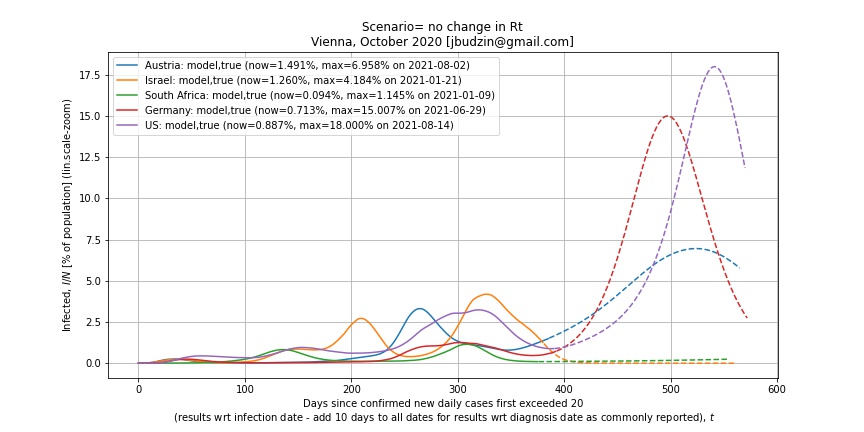 Scenario= no change in Rt
Vienna, October 2020 [jbudzin@gmail.com]
Austria: model,true (now=1.491%, max=6.958% on 2021-08-02)
Israel: model,true (now=1.260%, max=4.184% on 2021-01-21)
South Africa: model,true (now=0.094%, max=1.145% on 2021-01-09)
Germany: model,true (now=0.713%, max=15.007% on 2021-06-29)
US: model,true (now=0.887%, max=18.000% on 2021-08-14)
Infected, I/N [% of population] (lin.scale-zoom)
17.5
15.0
12.5
10.0
7.5
5.0
2.5
0.0
0 100 200 300 400 500 600
Days since confirmed new daily cases first exceeded 20
(results wrt infection date - add 10 days to all dates for results wrt diagnosis date as commonly reported), t